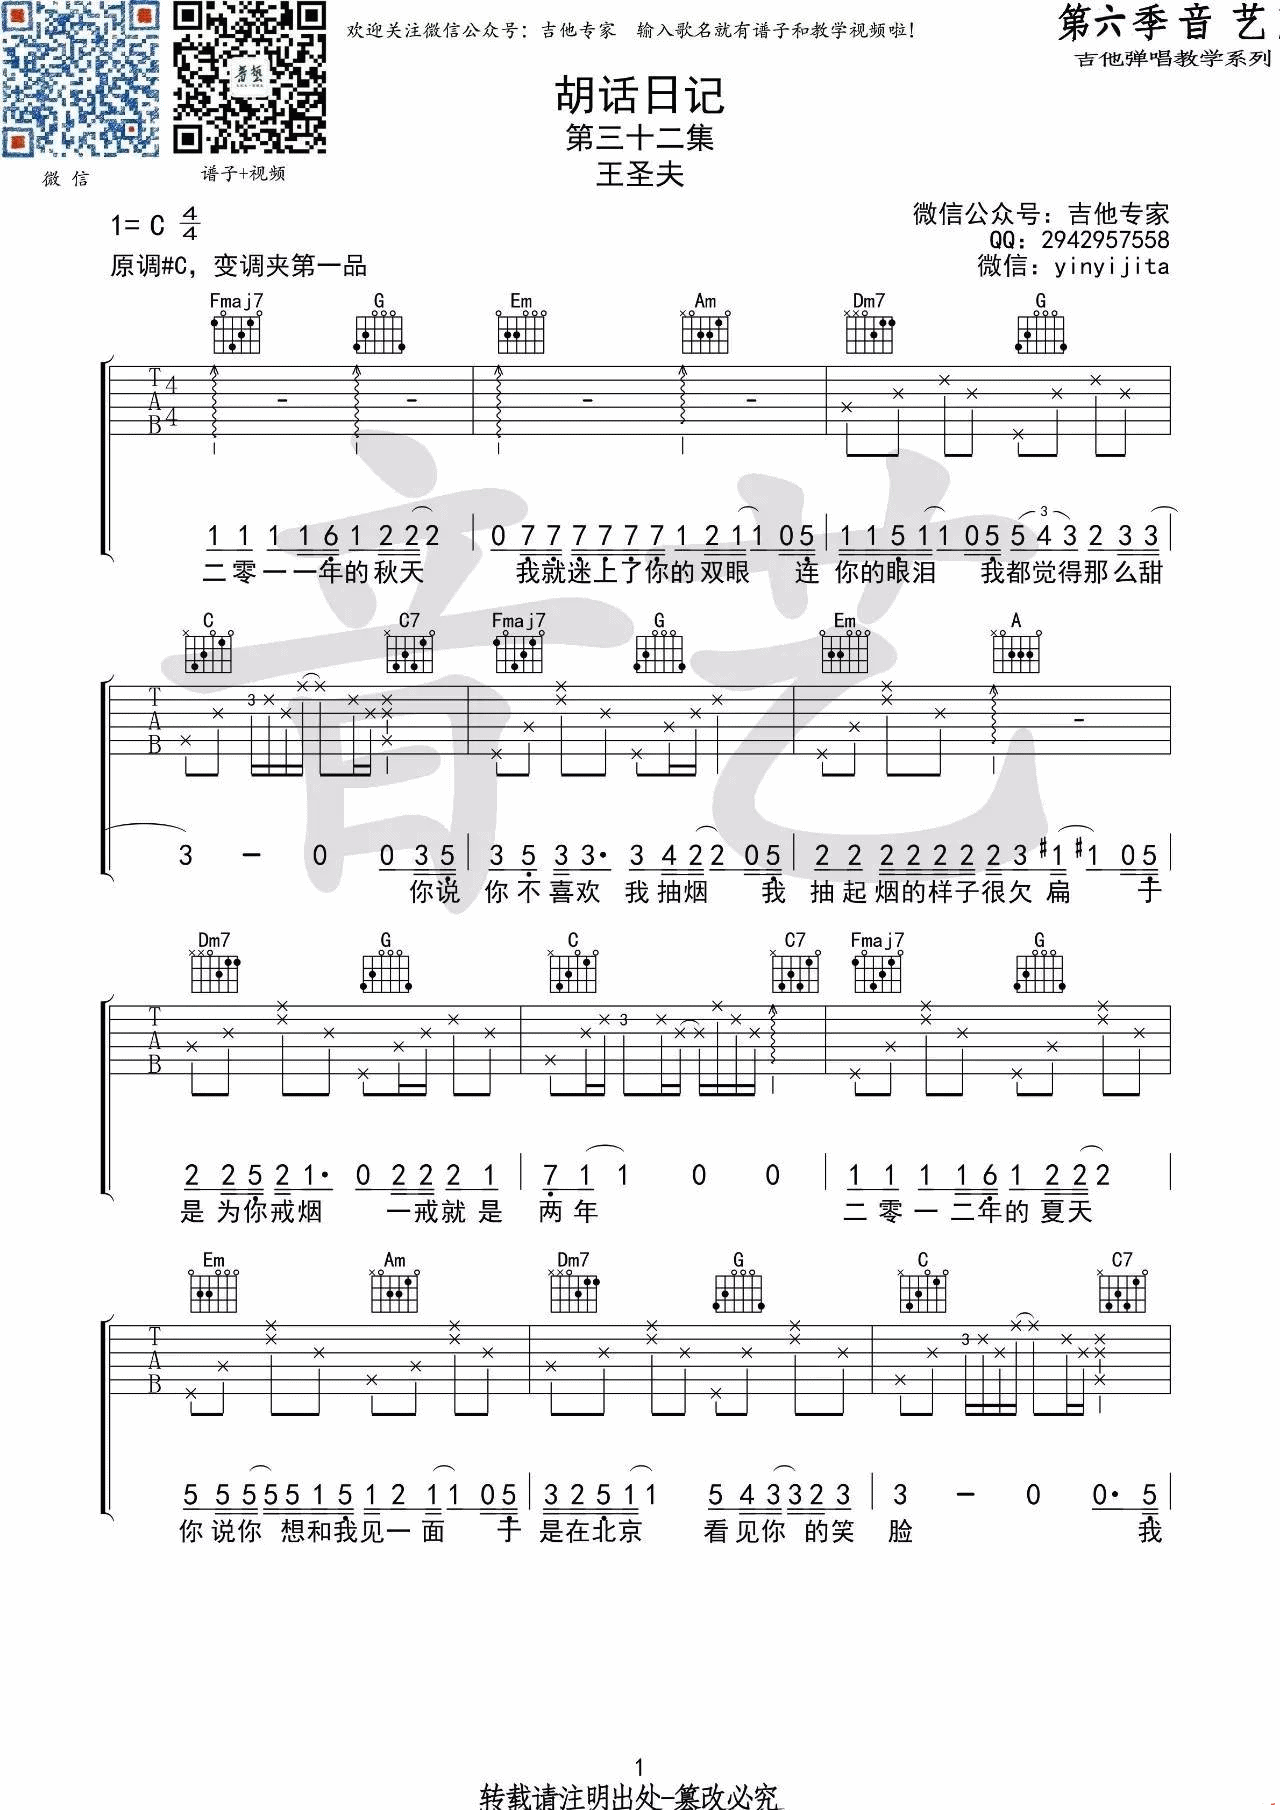 欢迎关注微信公众号：吉他专家 输入歌名就有谱子和教学视频啦！
第六季音艺
吉他弹唱教学系列
微 信
谱子+视频
胡话日记
第三十二集
王圣夫
1= C 4/4
原调#C，变调夹第一品
微信公众号：吉他专家
QQ：2942957558
微信：yinyijita
Fmaj7 G Em Am Dm7 G
T A B 4/4
1 1 1 1 6 1 2 2 2 2 | 0 7 7 7 7 7 7 1 2 1 1 0 5 | 1 1 5 1 1 0 5 5 4 3 2 3 3
二零一一年的秋天 我就迷上了你的双眼 连 你的眼泪 我都觉得那么甜
C C7 Fmaj7 G Em A
T A B
3 － 0 0 3 5 | 3 5 3 3· 3 4 2 2 0 5 | 2 2 2 2 2 2 2 3 #1 #1 0 5
你说 你不喜欢 我抽烟 我 抽起烟的样子很欠扁 于
Dm7 G C C7 Fmaj7 G
T A B
2 2 5 2 1· 0 2 2 2 1 | 7 1 1 0 0 | 1 1 1 1 6 1 2 2 2
是为你戒烟 一戒就是 两年 二零一二年的夏天
Em Am Dm7 G C C7
T A B
5 5 5 5 5 1 5 1 2 1 1 0 5 | 3 2 5 1 1 5 4 3 3 2 3 | 3 － 0 0· 5
你说你 想和我见一面 于 是在北京 看见你的笑 脸 我
1
转载请注明出处-篡改必究
音艺